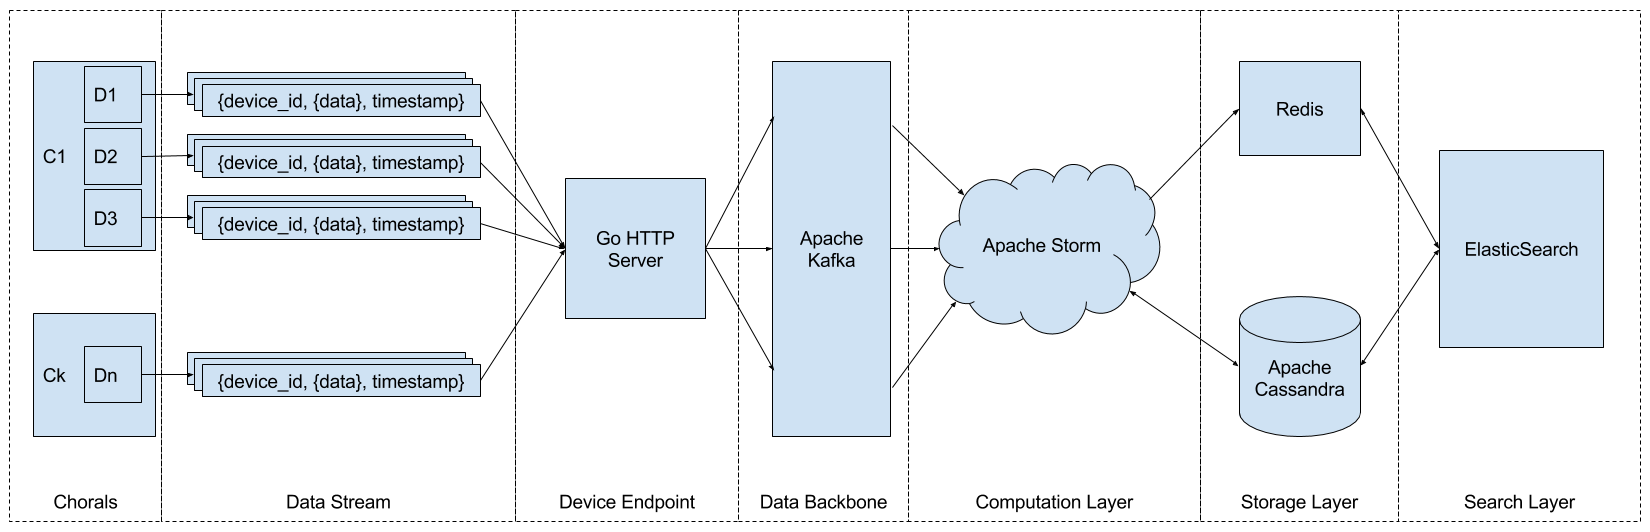 C1
D1
D2
D3
{device_id, {data}, timestamp}
{device_id, {data}, timestamp}
{device_id, {data}, timestamp}
Ck
Dn
{device_id, {data}, timestamp}
Go HTTP
Server
Apache
Kafka
Apache Storm
Redis
Apache
Cassandra
ElasticSearch
Chorals
Data Stream
Device Endpoint
Data Backbone
Computation Layer
Storage Layer
Search Layer